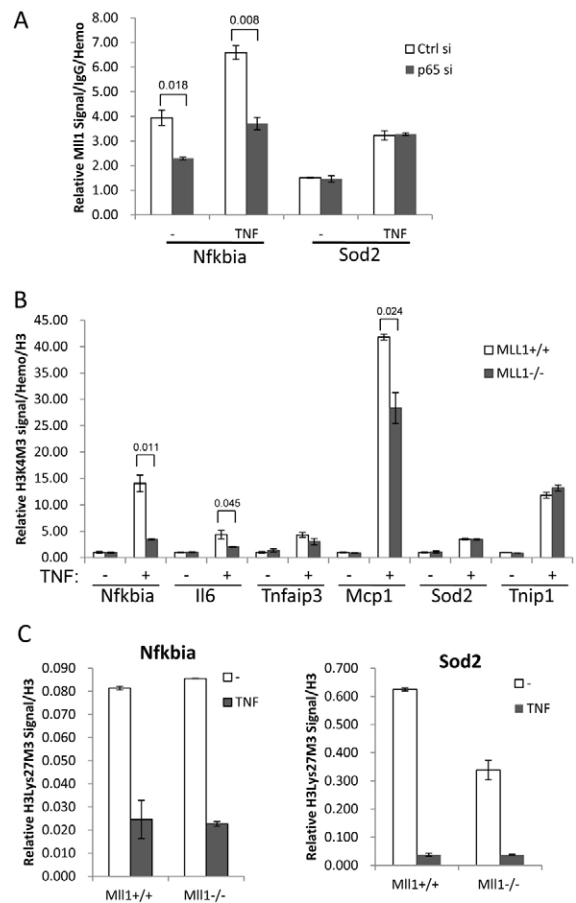 A
Relative Mll1 Signal/IgG/Hemo
8.00
7.00
6.00
5.00
4.00
3.00
2.00
1.00
0.00
0.018
0.008
Ctrl si
p65 si
- TNF - TNF
Nfkbia Sod2
B
Relative H3K4M3 signal/Hemo/H3
45.00
40.00
35.00
30.00
25.00
20.00
15.00
10.00
5.00
0.00
0.011
0.045
0.024
MLL1+/+
MLL1-/-
TNF: - + - + - + - + - + - +
Nfkbia Il6 Tnfaip3 Mcp1 Sod2 Tnip1
C
Nfkbia
Relative H3Lys27M3 Signal/H3
0.090
0.080
0.070
0.060
0.050
0.040
0.030
0.020
0.010
0.000
-
TNF
Mll1+/+ Mll1-/-
Sod2
Relative H3Lys27M3 Signal/H3
0.700
0.600
0.500
0.400
0.300
0.200
0.100
0.000
-
TNF
Mll1+/+ Mll1-/-